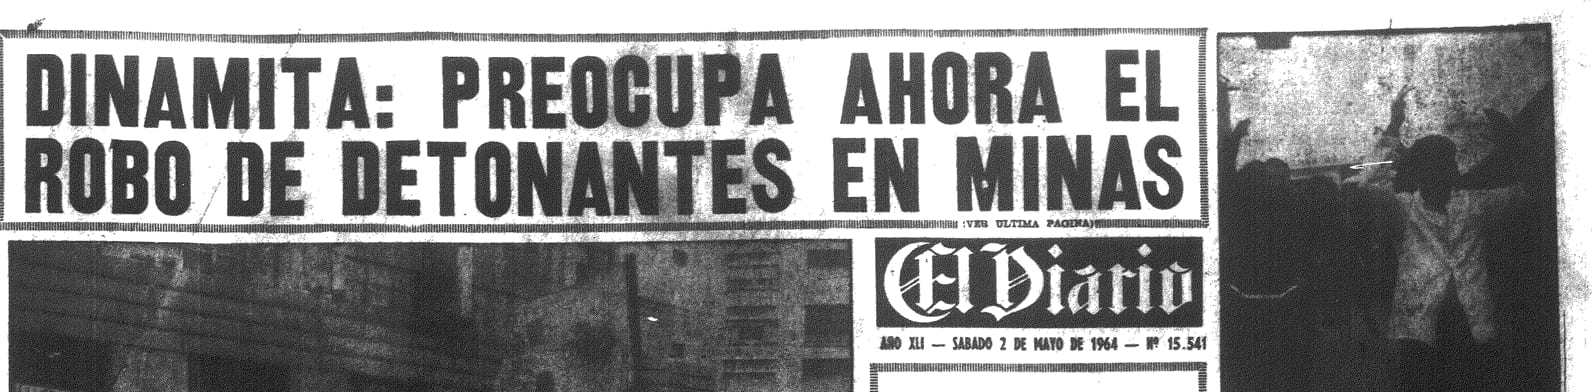 DINAMITA: PREOCUPA AHORA EL
ROBO DE DETONANTES EN MINAS
(VER ULTIMA PAGINA)
El Diario
AÑO XLI — SABADO 2 DE MAYO DE 1964 — Nº 15.541